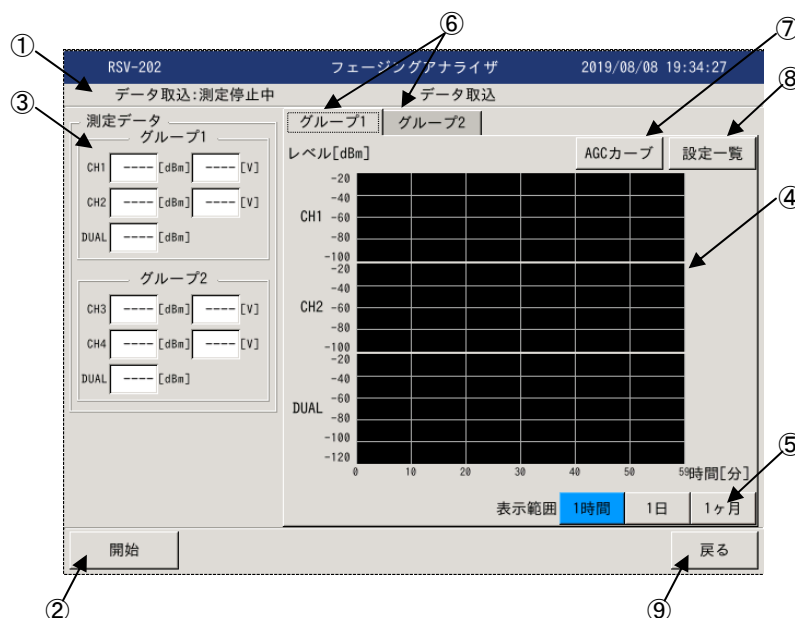 ⑥
⑦
①
RSV-202 フェージングアナライザ 2019/08/08 19:34:27
⑧
データ取込:測定停止中 データ取込
③
測定データ
グループ1
CH1 ---- [dBm] ---- [V]
CH2 ---- [dBm] ---- [V]
DUAL ---- [dBm]
グループ2
CH3 ---- [dBm] ---- [V]
CH4 ---- [dBm] ---- [V]
DUAL ---- [dBm]
グループ1 グループ2
レベル[dBm] AGCカーブ 設定一覧
④
CH1
-20
-40
-60
-80
-100
CH2
-20
-40
-60
-80
-100
DUAL
-20
-40
-60
-80
-100
-120
0 10 20 30 40 50 59 時間[分]
⑤
表示範囲 1時間 1日 1ヶ月
開始 戻る
② ⑨